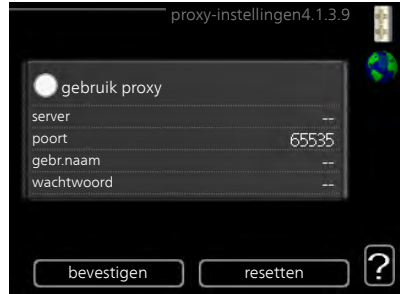 proxy-instellingen4.1.3.9
gebruik proxy
server --
poort 65535
gebr.naam --
wachtwoord --
bevestigen resetten ?